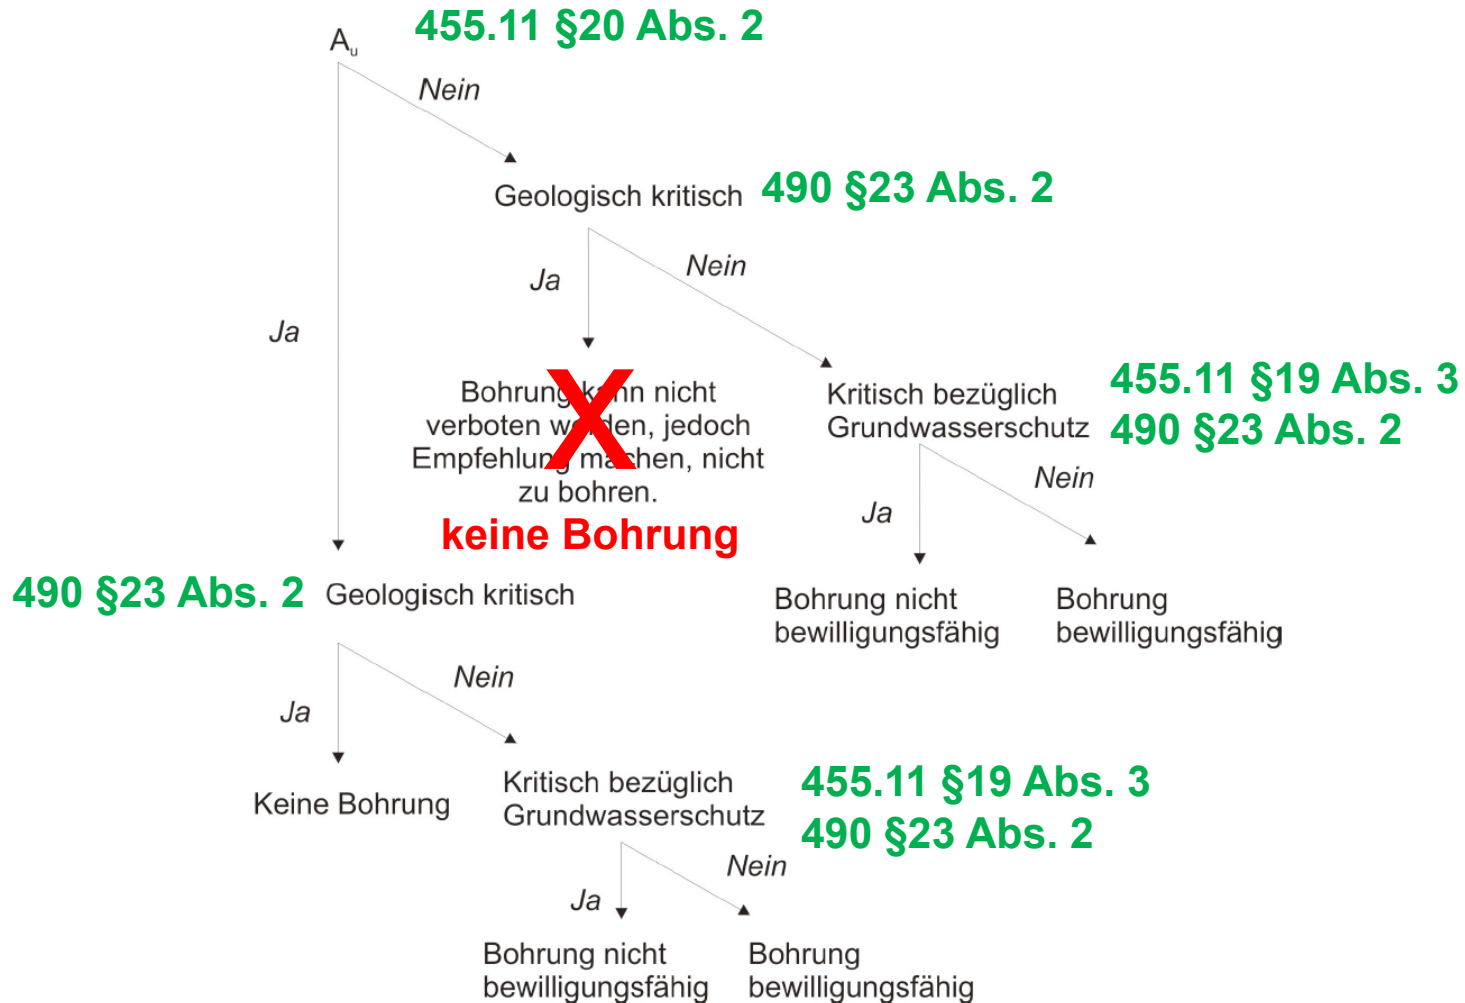 A_u 455.11 §20 Abs. 2
Nein
Geologisch kritisch 490 §23 Abs. 2
Ja
Nein
Ja
Bohrung kann nicht
verboten werden, jedoch
Empfehlung machen, nicht
zu bohren.
X
keine Bohrung
Kritisch bezüglich
Grundwasserschutz
455.11 §19 Abs. 3
490 §23 Abs. 2
Ja
Nein
Bohrung nicht
bewilligungsfähig
Bohrung
bewilligungsfähig
490 §23 Abs. 2 Geologisch kritisch
Ja
Nein
Keine Bohrung
Kritisch bezüglich
Grundwasserschutz
455.11 §19 Abs. 3
490 §23 Abs. 2
Ja
Nein
Bohrung nicht
bewilligungsfähig
Bohrung
bewilligungsfähig